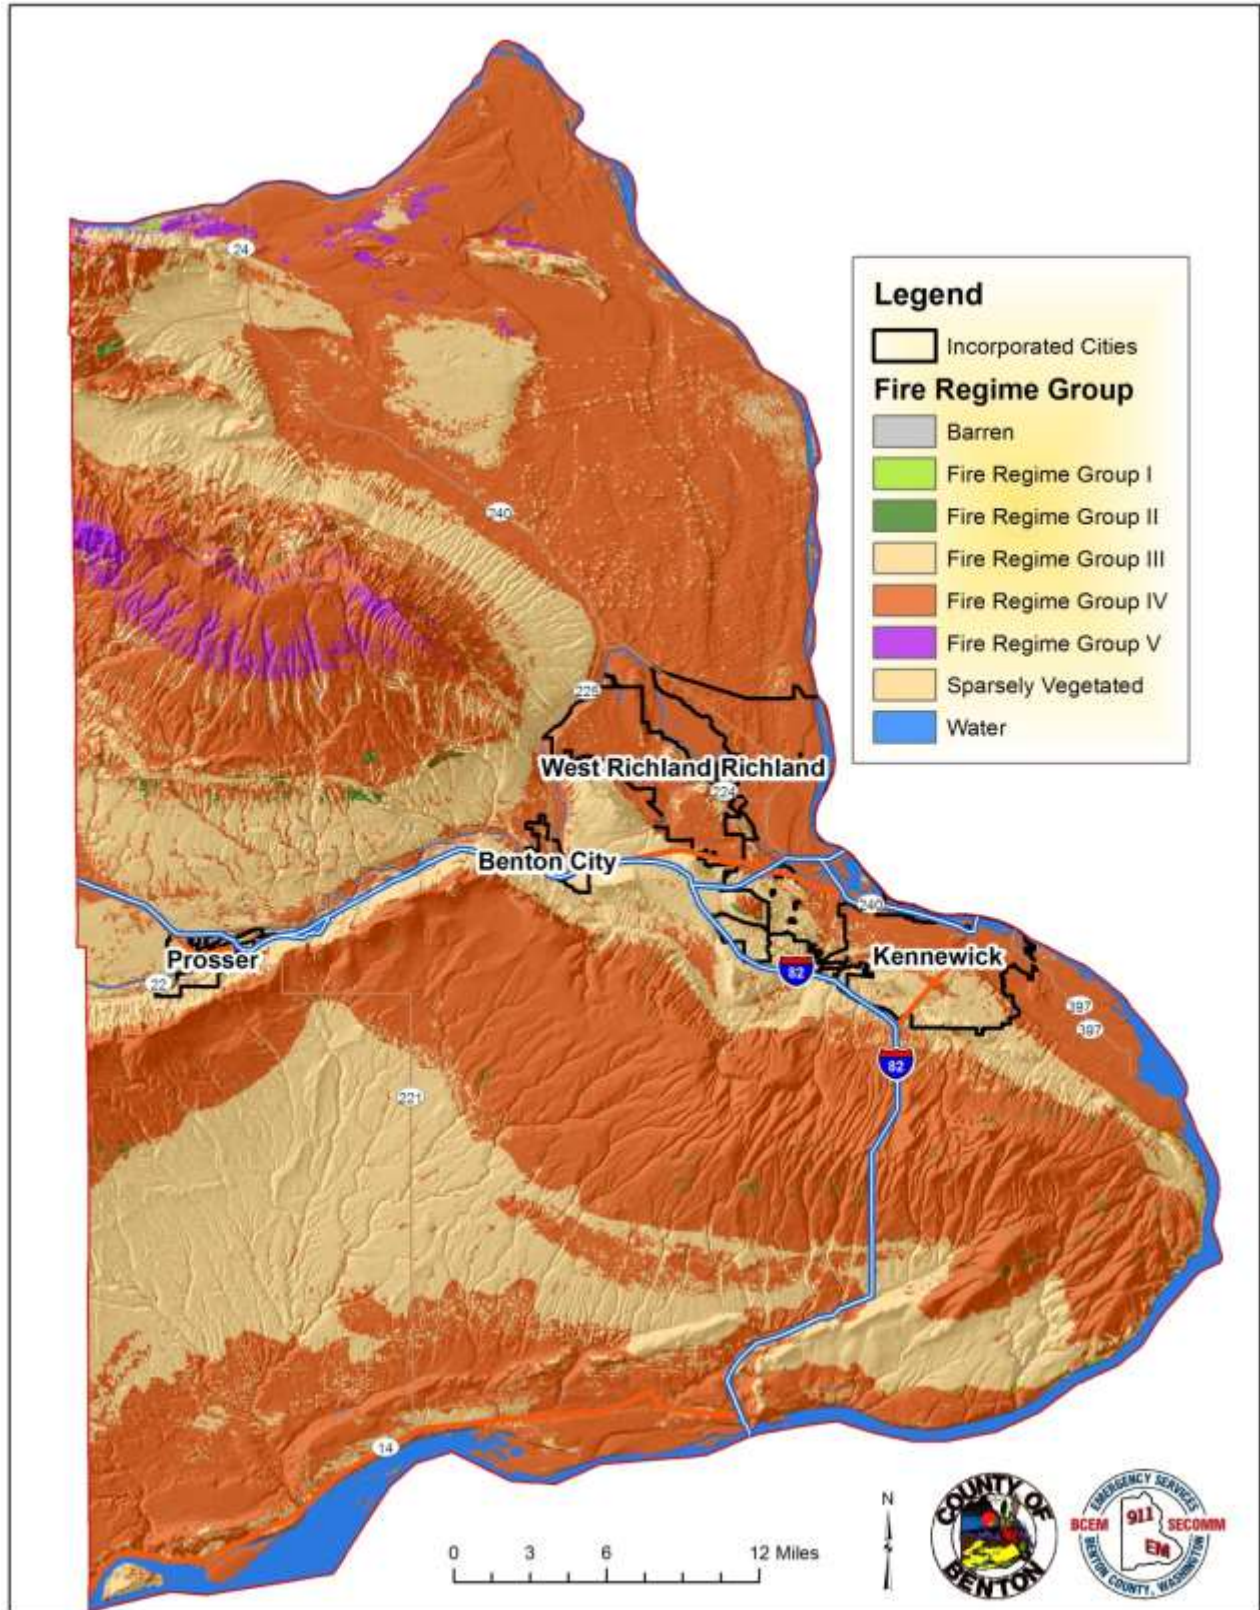 24
240
225
West Richland Richland
224
Benton City
240
Prosser
22
Kennewick
82
397
397
82
221
14
Legend
Incorporated Cities
Fire Regime Group
Barren
Fire Regime Group I
Fire Regime Group II
Fire Regime Group III
Fire Regime Group IV
Fire Regime Group V
Sparsely Vegetated
Water
0 3 6 12 Miles
N
COUNTY OF
BENTON
EMERGENCY SERVICES
BCEM 911 SECOMM
EM
BENTON COUNTY, WASHINGTON